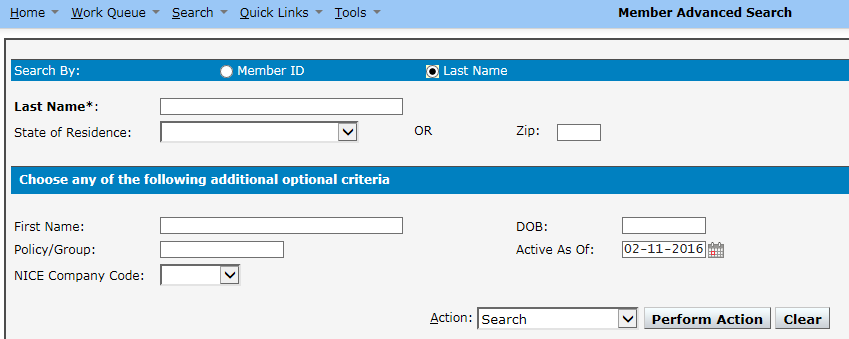 Home Work Queue Search Quick Links Tools Member Advanced Search
Search By: Member ID Last Name
Last Name*:
State of Residence: OR Zip:
Choose any of the following additional optional criteria
First Name: DOB:
Policy/Group: Active As Of: 02-11-2016
NICE Company Code:
Action: Search Perform Action Clear